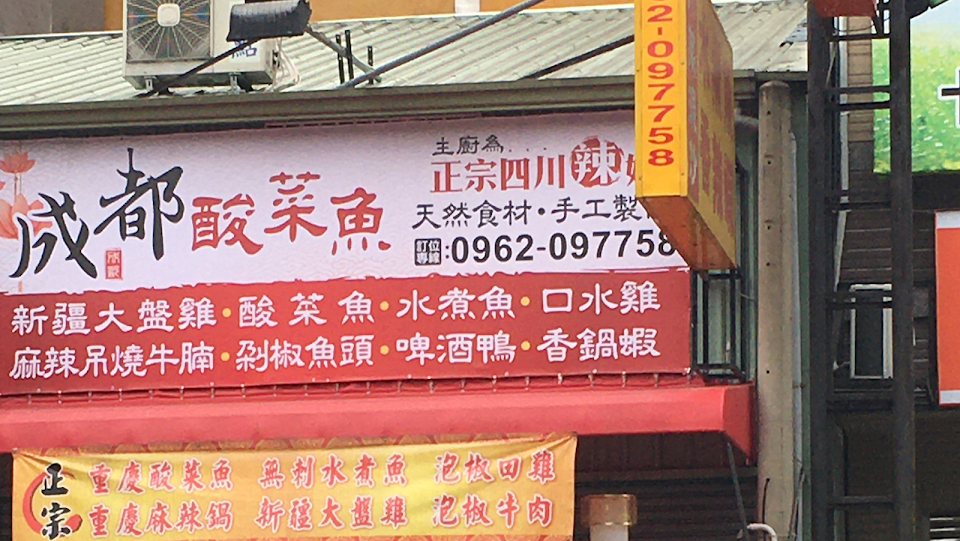 2-097758
成都酸菜魚
主廚為...
正宗四川辣
天然食材·手工製
訂位專線:0962-097758
新疆大盤雞·酸菜魚·水煮魚·口水雞
麻辣吊燒牛腩·剁椒魚頭·啤酒鴨·香鍋蝦
正宗
重慶酸菜魚 無刺水煮魚 泡椒田雞
重慶麻辣鍋 新疆大盤雞 泡椒牛肉